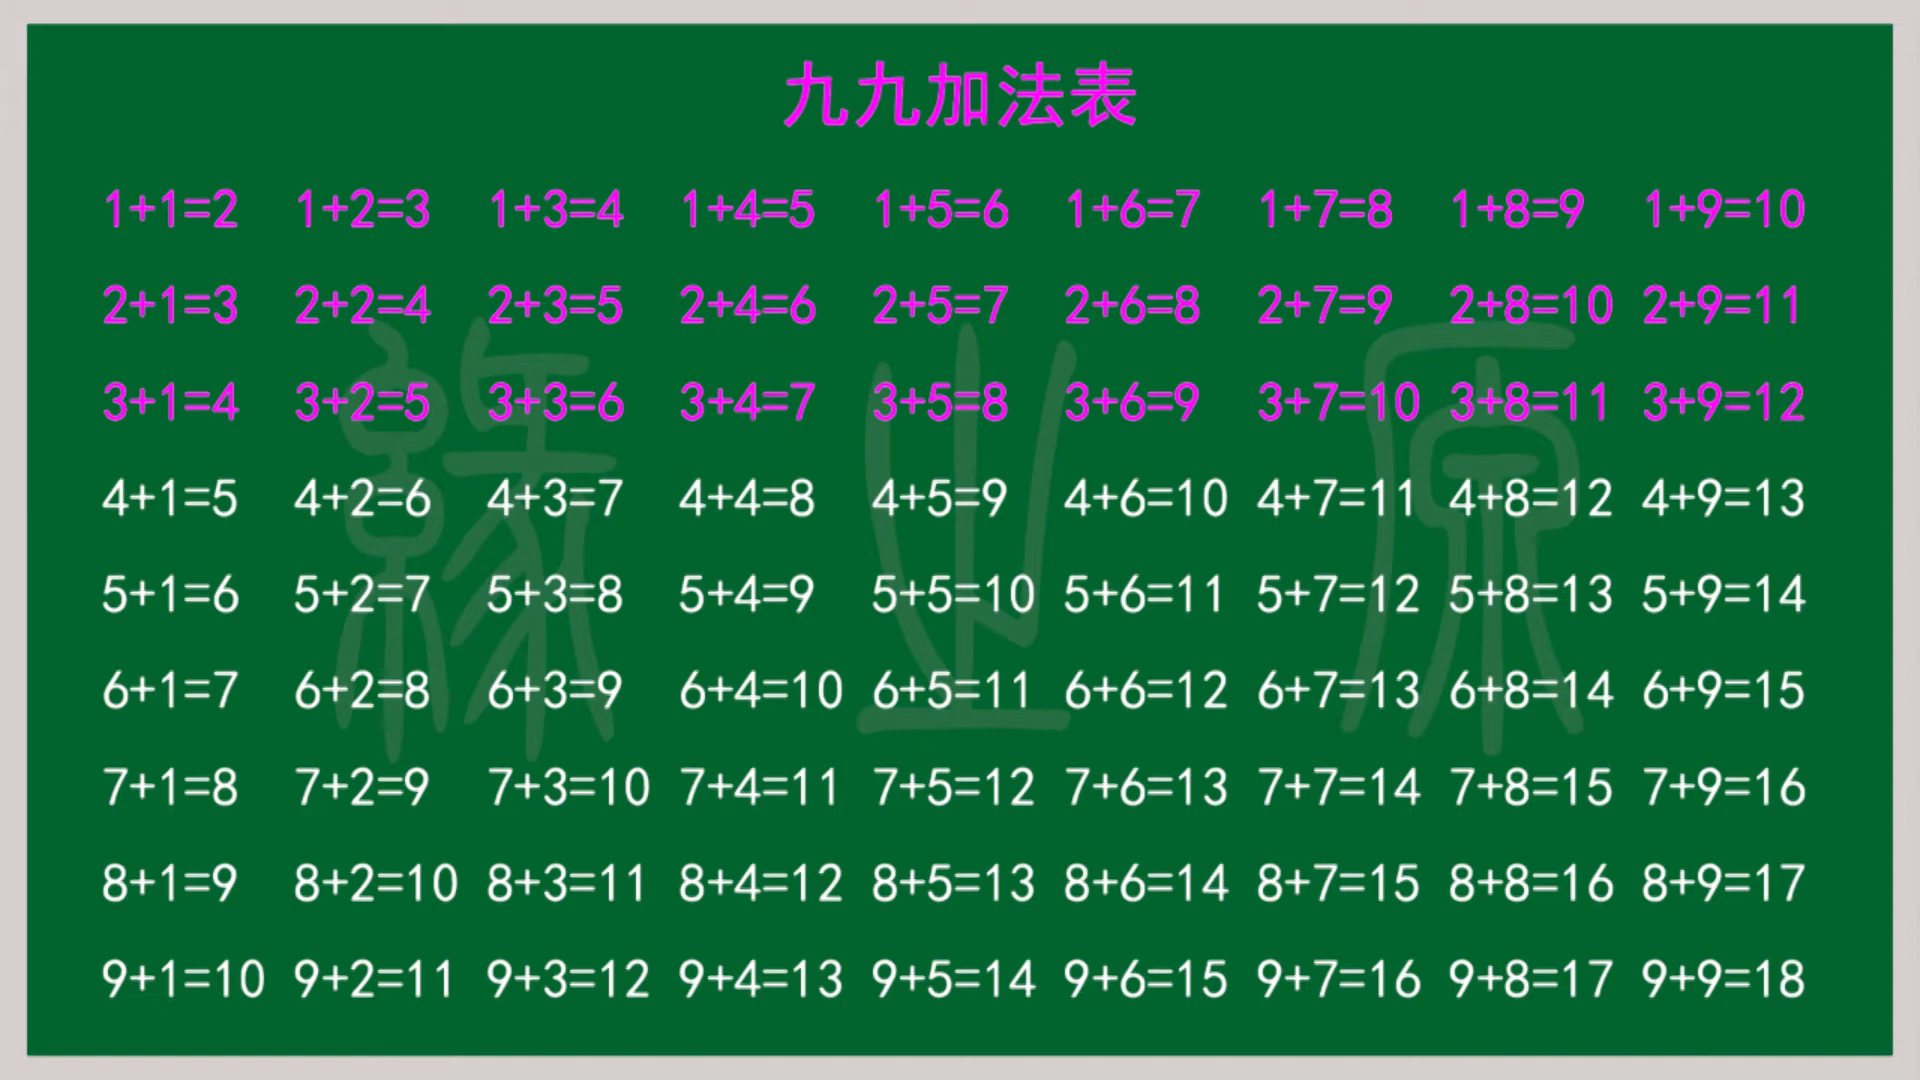 九九加法表
1+1=2 1+2=3 1+3=4 1+4=5 1+5=6 1+6=7 1+7=8 1+8=9 1+9=10
2+1=3 2+2=4 2+3=5 2+4=6 2+5=7 2+6=8 2+7=9 2+8=10 2+9=11
3+1=4 3+2=5 3+3=6 3+4=7 3+5=8 3+6=9 3+7=10 3+8=11 3+9=12
4+1=5 4+2=6 4+3=7 4+4=8 4+5=9 4+6=10 4+7=11 4+8=12 4+9=13
5+1=6 5+2=7 5+3=8 5+4=9 5+5=10 5+6=11 5+7=12 5+8=13 5+9=14
6+1=7 6+2=8 6+3=9 6+4=10 6+5=11 6+6=12 6+7=13 6+8=14 6+9=15
7+1=8 7+2=9 7+3=10 7+4=11 7+5=12 7+6=13 7+7=14 7+8=15 7+9=16
8+1=9 8+2=10 8+3=11 8+4=12 8+5=13 8+6=14 8+7=15 8+8=16 8+9=17
9+1=10 9+2=11 9+3=12 9+4=13 9+5=14 9+6=15 9+7=16 9+8=17 9+9=18